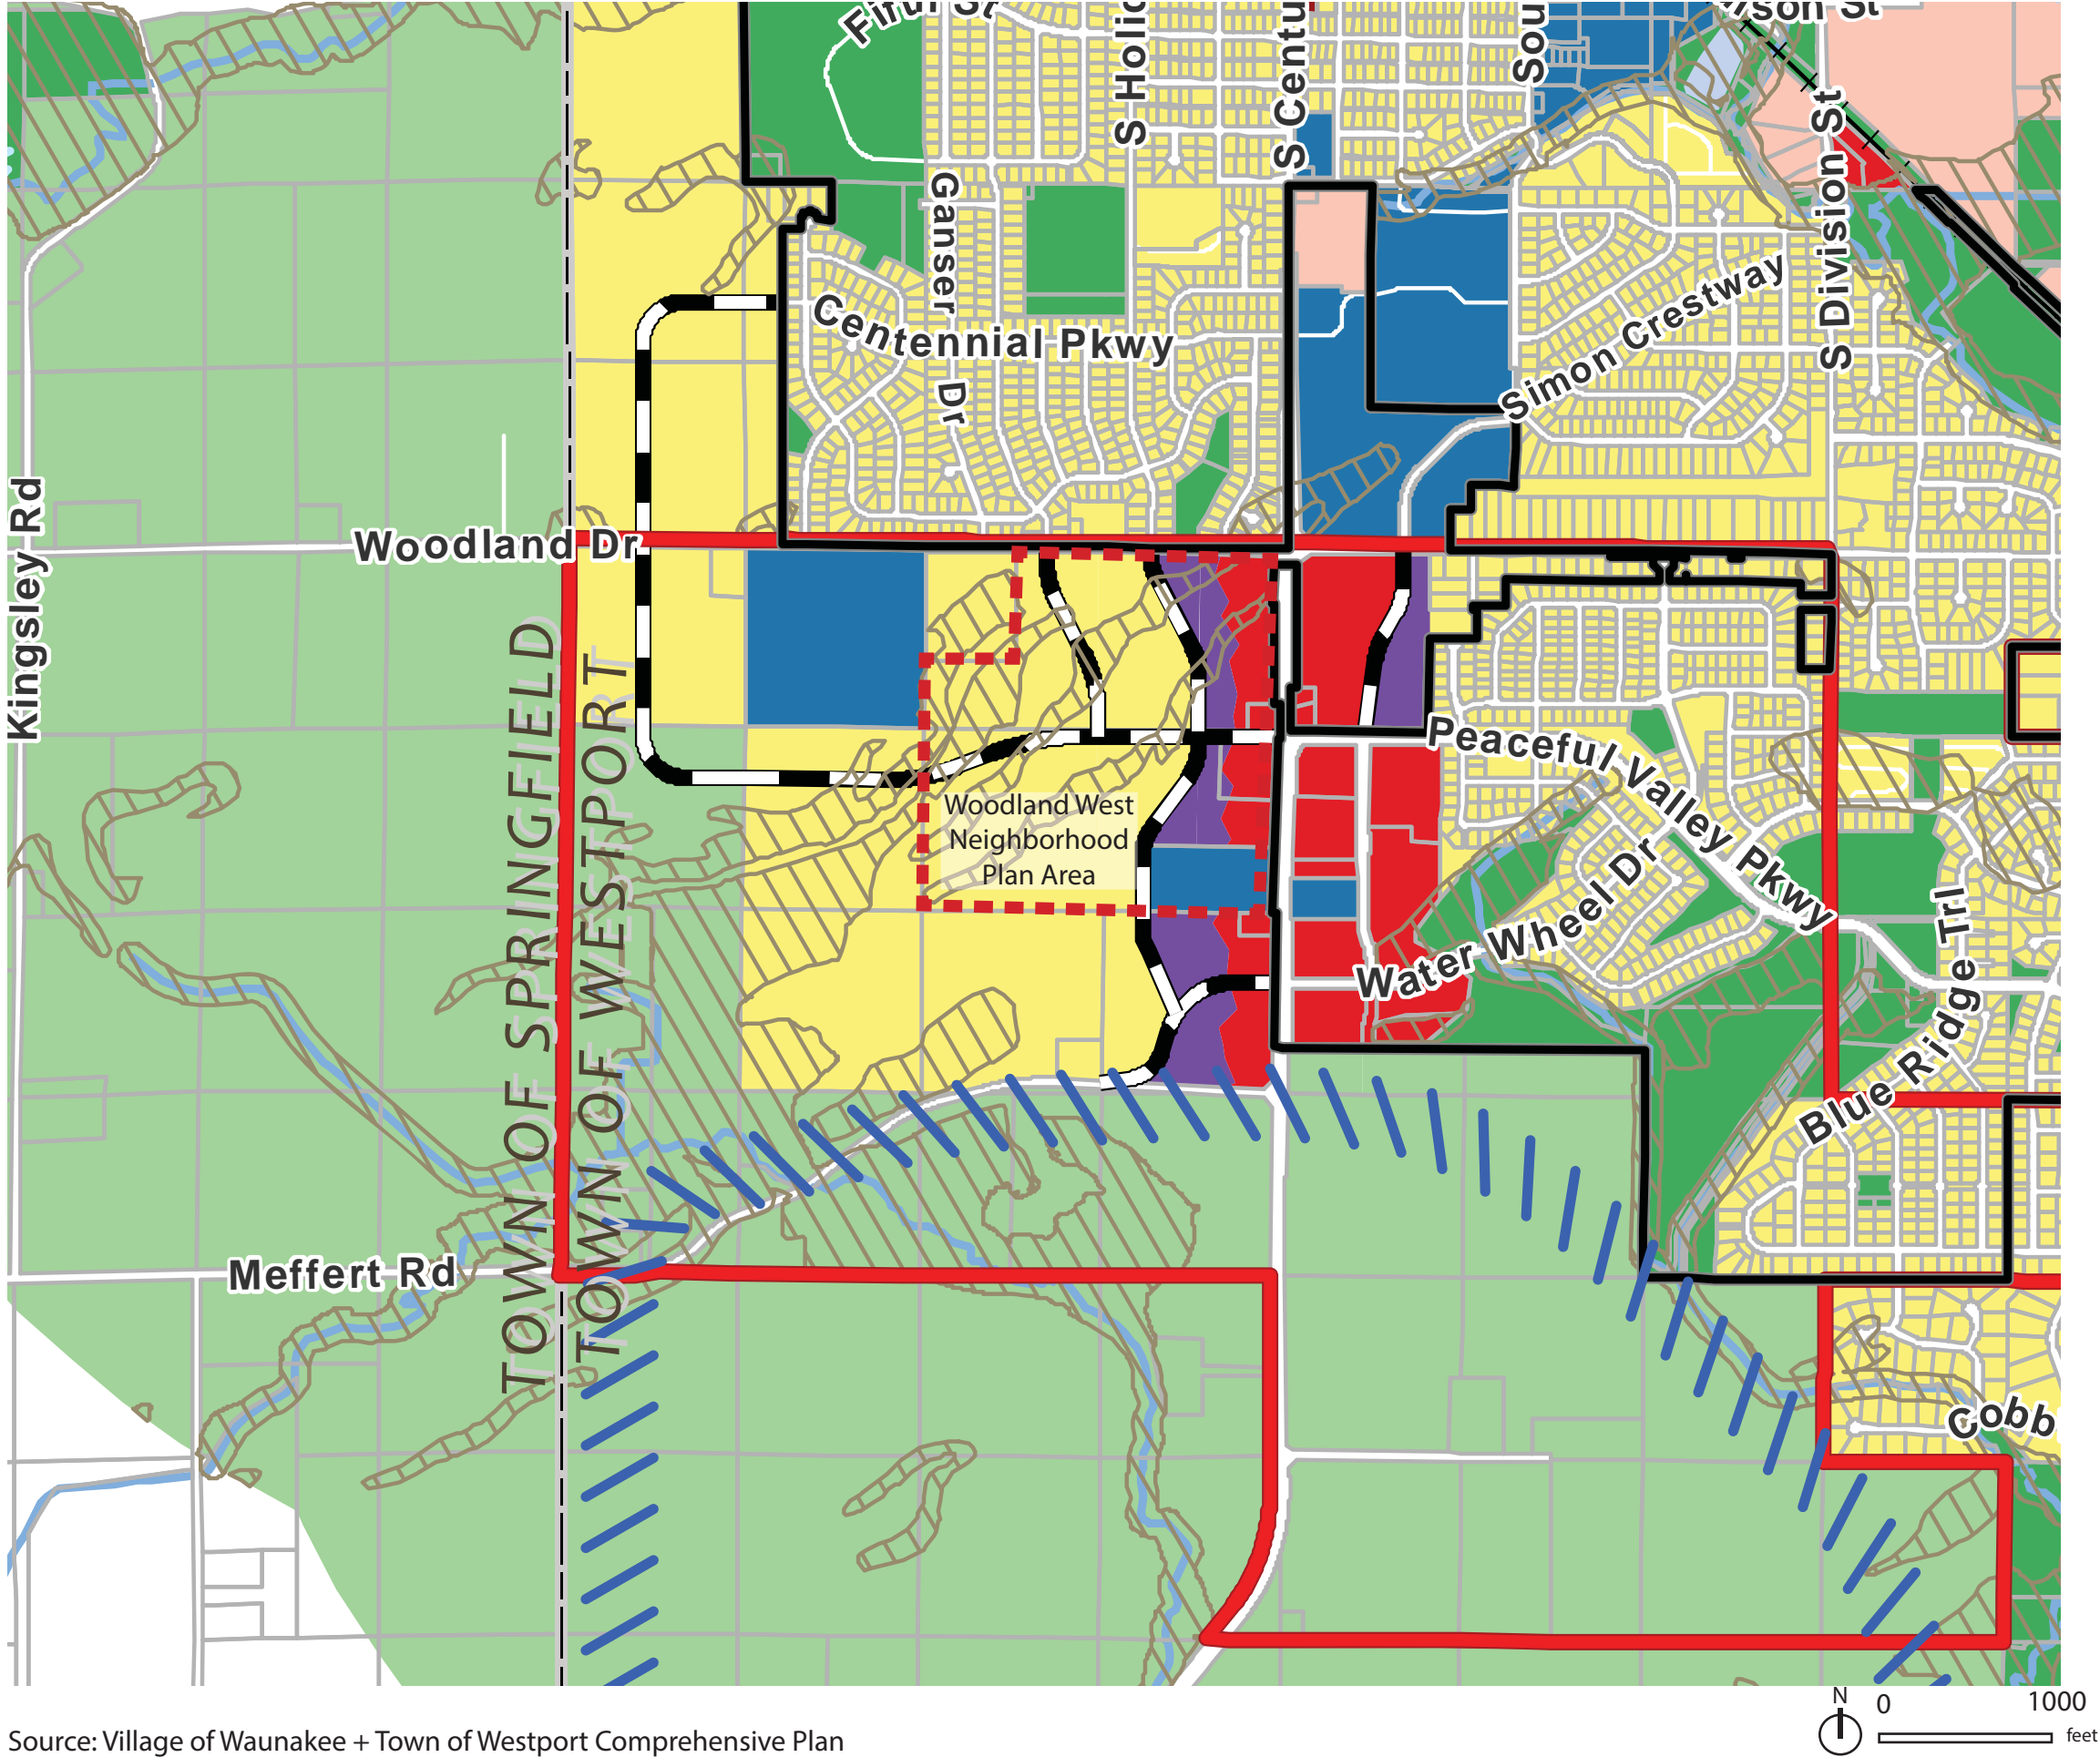 S Holic
S Centu
Sou
S Division St
Ganser
Dr
Centennial Pkwy
Simon Crestway
Kingsley Rd
Woodland Dr
TOWN OF SPRINGFIELD
TOWN OF WESTPORT
Peaceful Valley Pkwy
Woodland West
Neighborhood
Plan Area
Water Wheel Dr
Blue Ridge Trl
Meffert Rd
Cobb
N
0
1000
feet
Source: Village of Waunakee + Town of Westport Comprehensive Plan